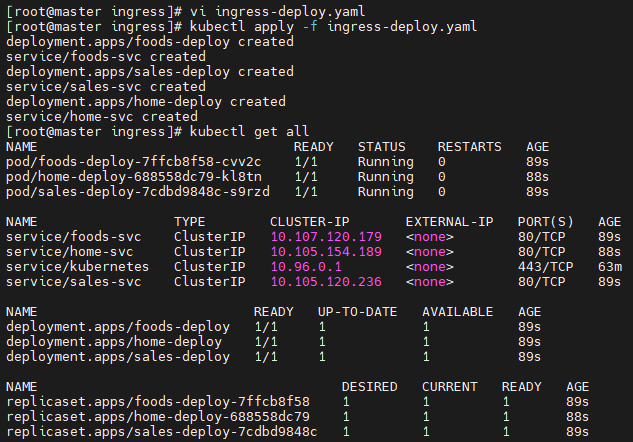 [root@master ingress]# vi ingress-deploy.yaml
[root@master ingress]# kubectl apply -f ingress-deploy.yaml
deployment.apps/foods-deploy created
service/foods-svc created
deployment.apps/sales-deploy created
service/sales-svc created
deployment.apps/home-deploy created
service/home-svc created
[root@master ingress]# kubectl get all
NAME READY STATUS RESTARTS AGE
pod/foods-deploy-7ffcb8f58-cvv2c 1/1 Running 0 89s
pod/home-deploy-688558dc79-kl8tn 1/1 Running 0 88s
pod/sales-deploy-7cdbd9848c-s9rzd 1/1 Running 0 89s
NAME TYPE CLUSTER-IP EXTERNAL-IP PORT(S) AGE
service/foods-svc ClusterIP 10.107.120.179 <none> 80/TCP 89s
service/home-svc ClusterIP 10.105.154.189 <none> 80/TCP 88s
service/kubernetes ClusterIP 10.96.0.1 <none> 443/TCP 63m
service/sales-svc ClusterIP 10.105.120.236 <none> 80/TCP 89s
NAME READY UP-TO-DATE AVAILABLE AGE
deployment.apps/foods-deploy 1/1 1 1 89s
deployment.apps/home-deploy 1/1 1 1 89s
deployment.apps/sales-deploy 1/1 1 1 89s
NAME DESIRED CURRENT READY AGE
replicaset.apps/foods-deploy-7ffcb8f58 1 1 1 89s
replicaset.apps/home-deploy-688558dc79 1 1 1 88s
replicaset.apps/sales-deploy-7cdbd9848c 1 1 1 89s